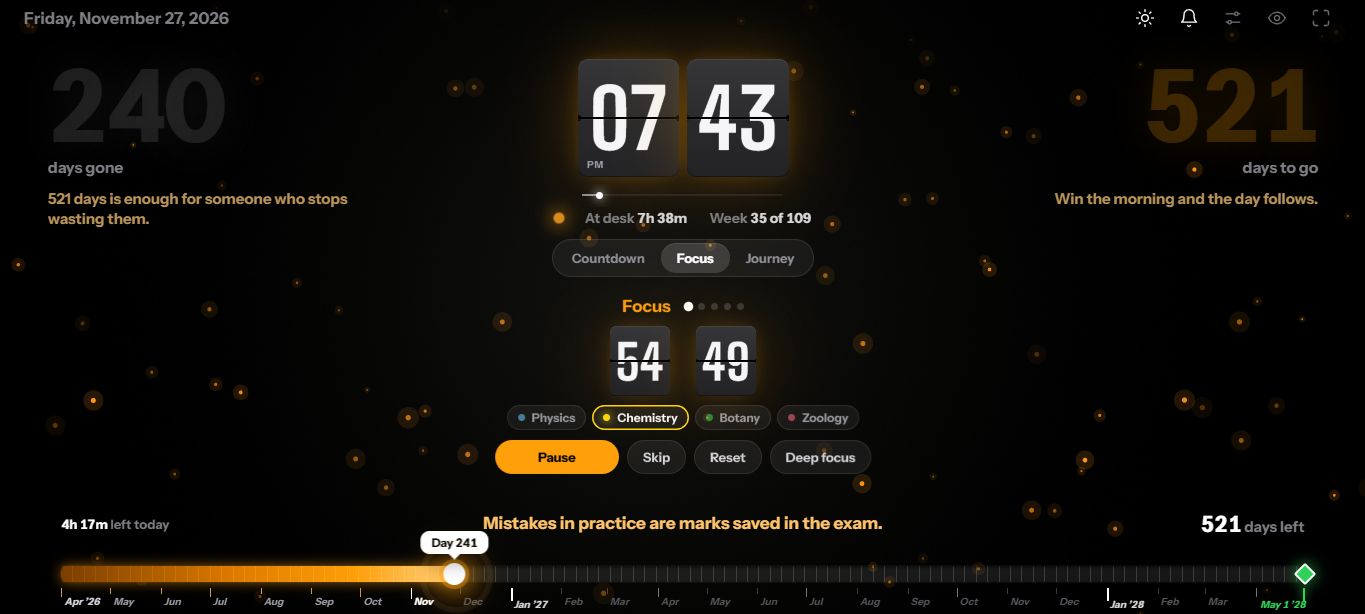 Friday, November 27, 2026
240
days gone
521 days is enough for someone who stops
wasting them.
07 43
PM
521
days to go
Win the morning and the day follows.
At desk 7h 38m Week 35 of 109
Countdown Focus Journey
Focus
54 49
Physics Chemistry Botany Zoology
Pause Skip Reset Deep focus
4h 17m left today
Mistakes in practice are marks saved in the exam.
521 days left
Day 241
Apr '26 May Jun Jul Aug Sep Oct Nov Dec Jan '27 Feb Mar Apr May Jun Jul Aug Sep Oct Nov Dec Jan '28 Feb Mar May 1 '28